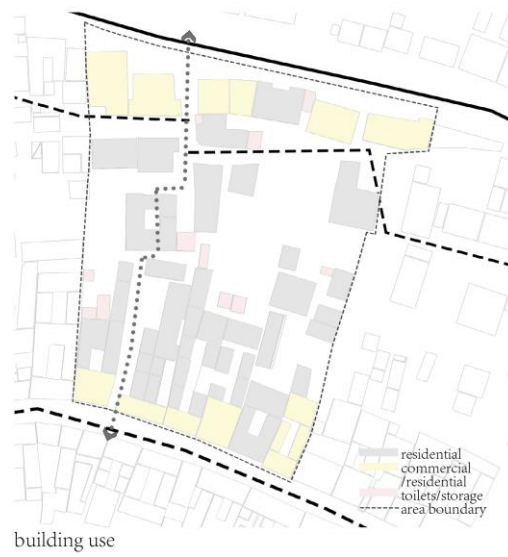 residential
commercial
/residential
toilets/storage
area boundary
building use